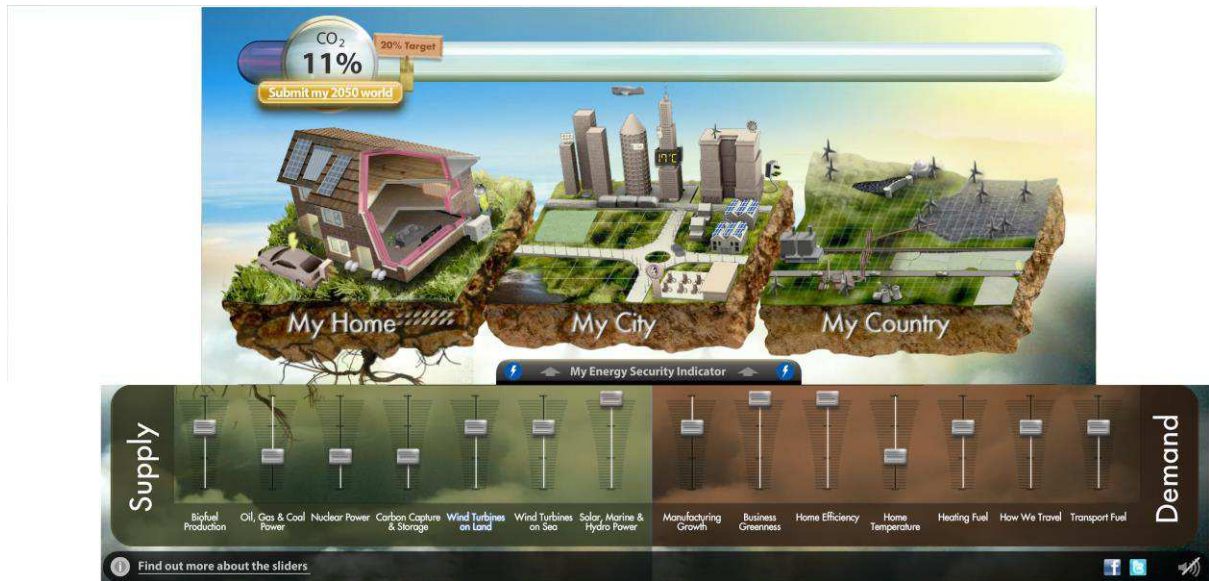 CO2
11%
20% Target
Submit my 2050 world
17°C
My Home
My City
My Country
My Energy Security Indicator
Supply
Biofuel
Production
Oil, Gas & Coal
Power
Nuclear Power
Carbon Capture
& Storage
Wind Turbines
on Land
Wind Turbines
on Sea
Solar, Marine &
Hydro Power
Manufacturing
Growth
Business
Greenness
Home Efficiency
Home
Temperature
Heating Fuel
How We Travel
Transport Fuel
Demand
i
Find out more about the sliders
f